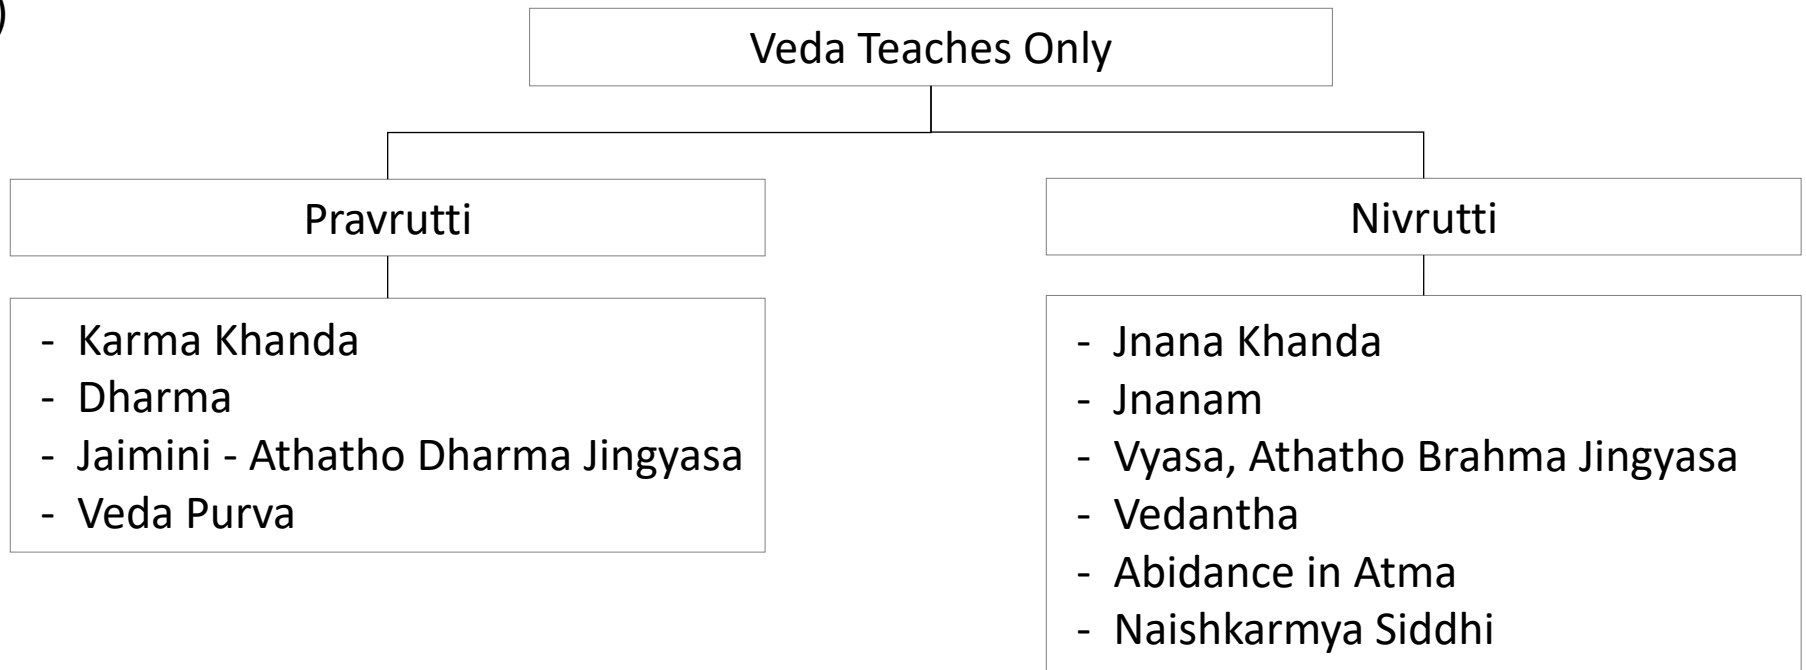 )
Veda Teaches Only
Pravrutti
- Karma Khanda
- Dharma
- Jaimini - Athatho Dharma Jingyasa
- Veda Purva
Nivrutti
- Jnana Khanda
- Jnanam
- Vyasa, Athatho Brahma Jingyasa
- Vedantha
- Abidance in Atma
- Naishkarmya Siddhi